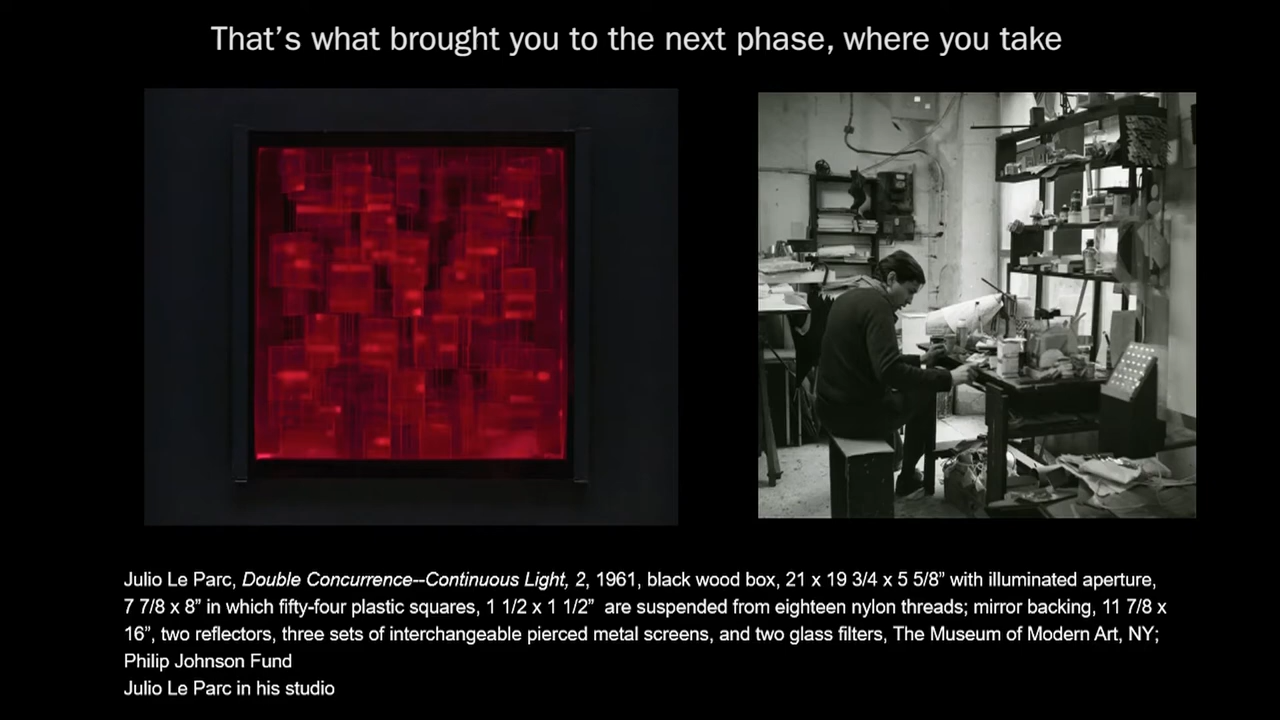 That’s what brought you to the next phase, where you take
Julio Le Parc, Double Concurrence--Continuous Light, 2, 1961, black wood box, 21 x 19 3/4 x 5 5/8” with illuminated aperture,
7 7/8 x 8” in which fifty-four plastic squares, 1 1/2 x 1 1/2”  are suspended from eighteen nylon threads; mirror backing, 11 7/8 x
16”, two reflectors, three sets of interchangeable pierced metal screens, and two glass filters, The Museum of Modern Art, NY;
Philip Johnson Fund
Julio Le Parc in his studio